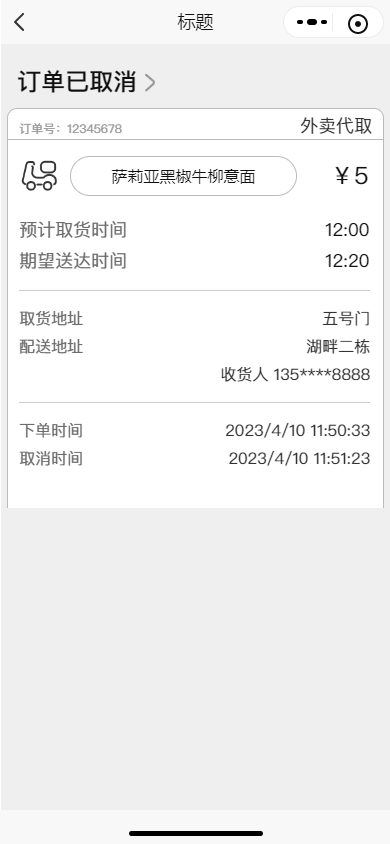 标题
订单已取消
订单号：12345678 外卖代取
萨莉亚黑椒牛柳意面 ￥5
预计取货时间 12:00
期望送达时间 12:20
取货地址 五号门
配送地址 湖畔二栋
收货人 135****8888
下单时间 2023/4/10 11:50:33
取消时间 2023/4/10 11:51:23